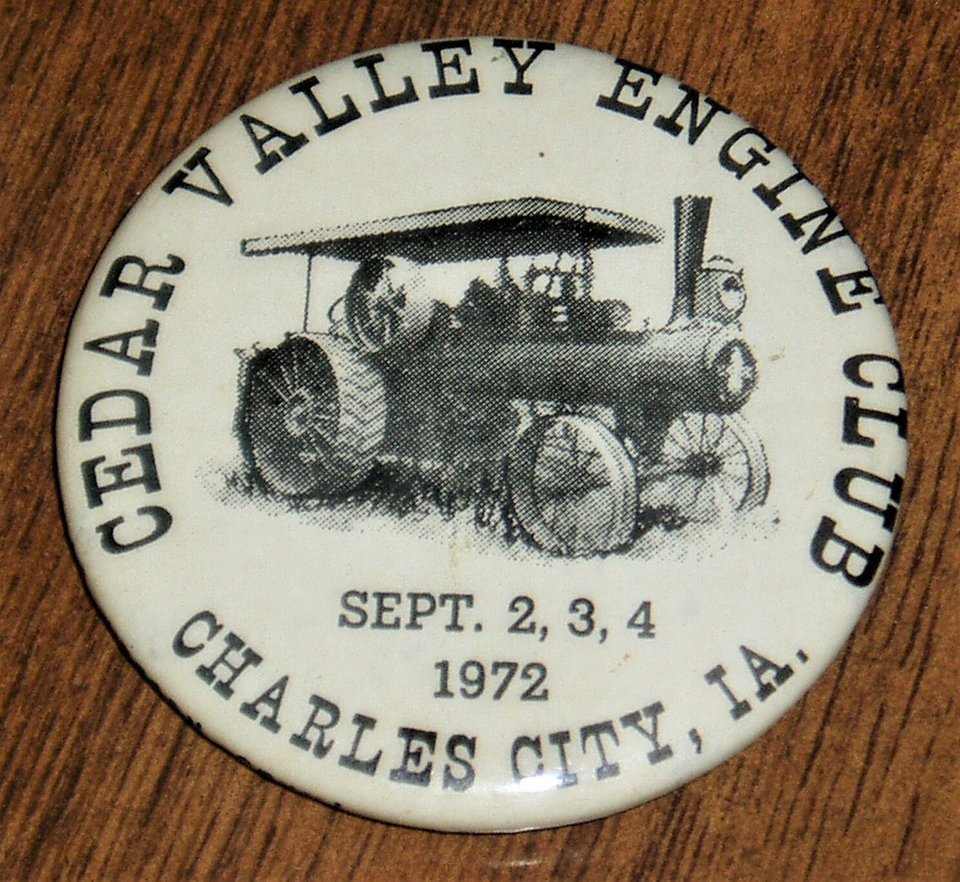 CEDAR VALLEY ENGINE CLUB
SEPT. 2, 3, 4
1972
CHARLES CITY, IA.